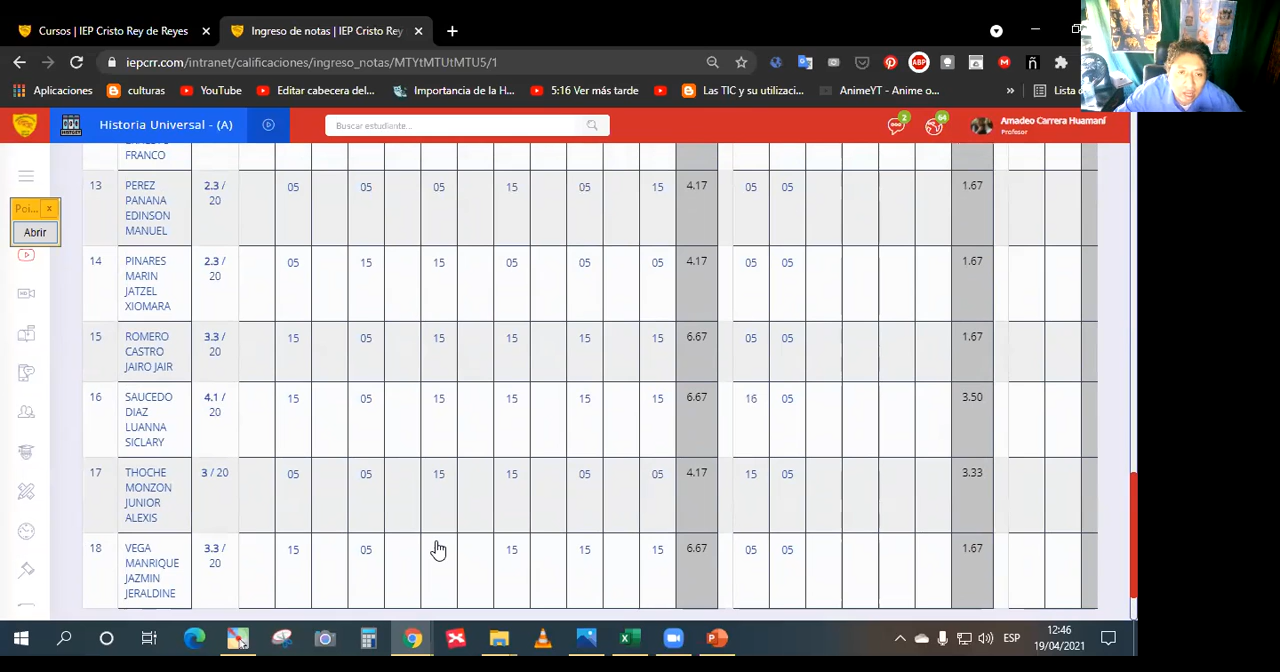 Cursos | IEP Cristo Rey de Reyes
Ingreso de notas | IEP Cristo Rey
iepcrr.com/intranet/calificaciones/ingreso_notas/MTYtMTUtMTU5/1
Aplicaciones culturas YouTube Editar cabecera del... Importancia de la H... 5:16 Ver más tarde Las TIC y su utilizaci... AnimeYT - Anime o... » Lista de
Historia Universal - (A) Buscar estudiante... 2 64 Amadeo Carrera Huamaní
Profesor
FRANCO
Poi... x
Abrir
13 PEREZ 2.3 / 05 05 05 15 05 15 4.17 05 05 1.67
PANANA 20
EDINSON
MANUEL
14 PINARES 2.3 / 05 15 15 05 05 05 4.17 05 05 1.67
MARIN 20
JATZEL
XIOMARA
15 ROMERO 3.3 / 15 05 15 15 15 15 6.67 05 05 1.67
CASTRO 20
JAIRO JAIR
16 SAUCEDO 4.1 / 15 05 15 15 15 15 6.67 16 05 3.50
DIAZ 20
LUANNA
SICLARY
17 THOCHE 3 / 20 05 05 15 15 05 05 4.17 15 05 3.33
MONZON
JUNIOR
ALEXIS
18 VEGA 3.3 / 15 05 15 15 15 6.67 05 05 1.67
MANRIQUE 20
JAZMIN
JERALDINE
ESP 12:46
19/04/2021